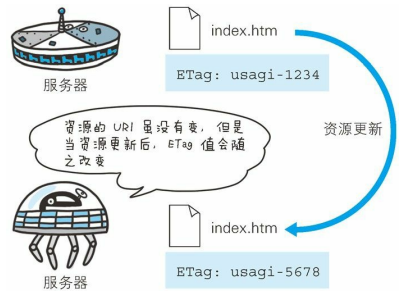 index.htm
ETag: usagi-1234
服务器
资源的 URI 虽没有变，但是
当资源更新后，ETag 值会随
之改变
资源更新
index.htm
服务器
ETag: usagi-5678